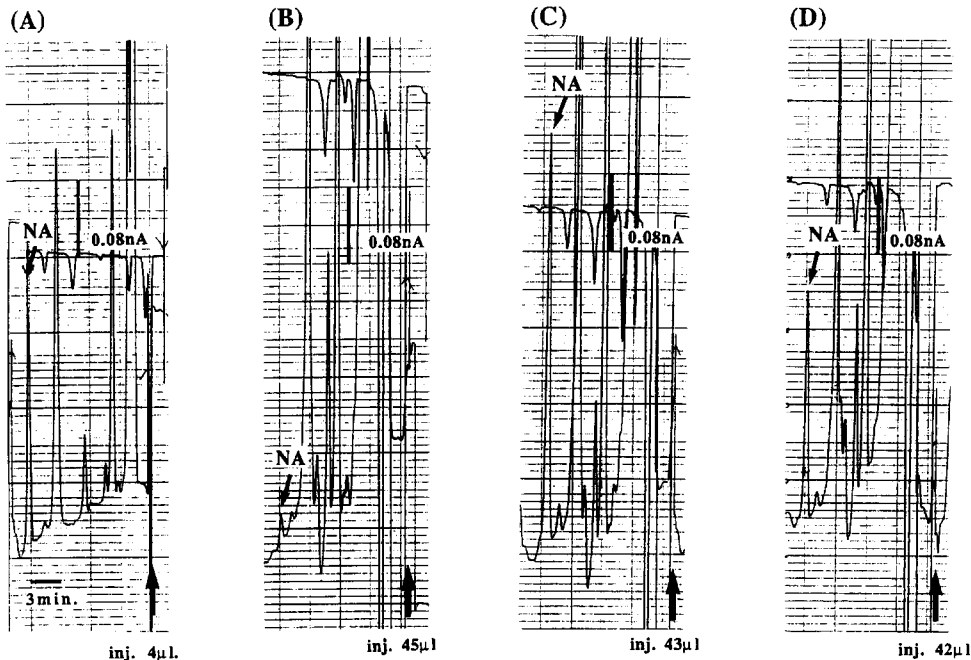 (A)
(B)
(C)
(D)
NA
0.08nA
3min.
inj. 4µl.
NA
0.08nA
inj. 45µl
NA
0.08nA
inj. 43µl
NA
0.08nA
inj. 42µl